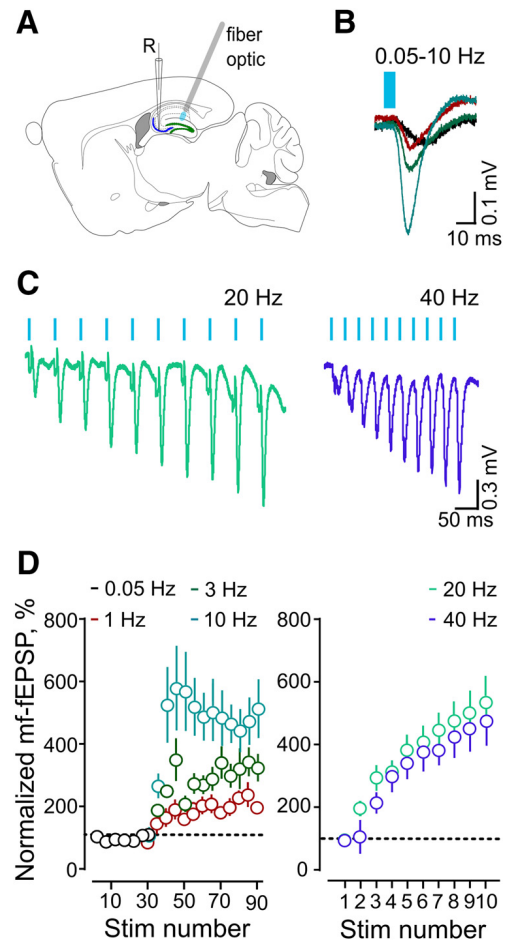 A
R
fiber
optic
B
0.05-10 Hz
0.1 mV
10 ms
C
20 Hz
40 Hz
0.3 mV
50 ms
D
0.05 Hz
3 Hz
1 Hz
10 Hz
20 Hz
40 Hz
Normalized mf-fEPSP, %
800
600
400
200
0
10 30 50 70 90
Stim number
800
600
400
200
0
1 2 3 4 5 6 7 8 9 10
Stim number